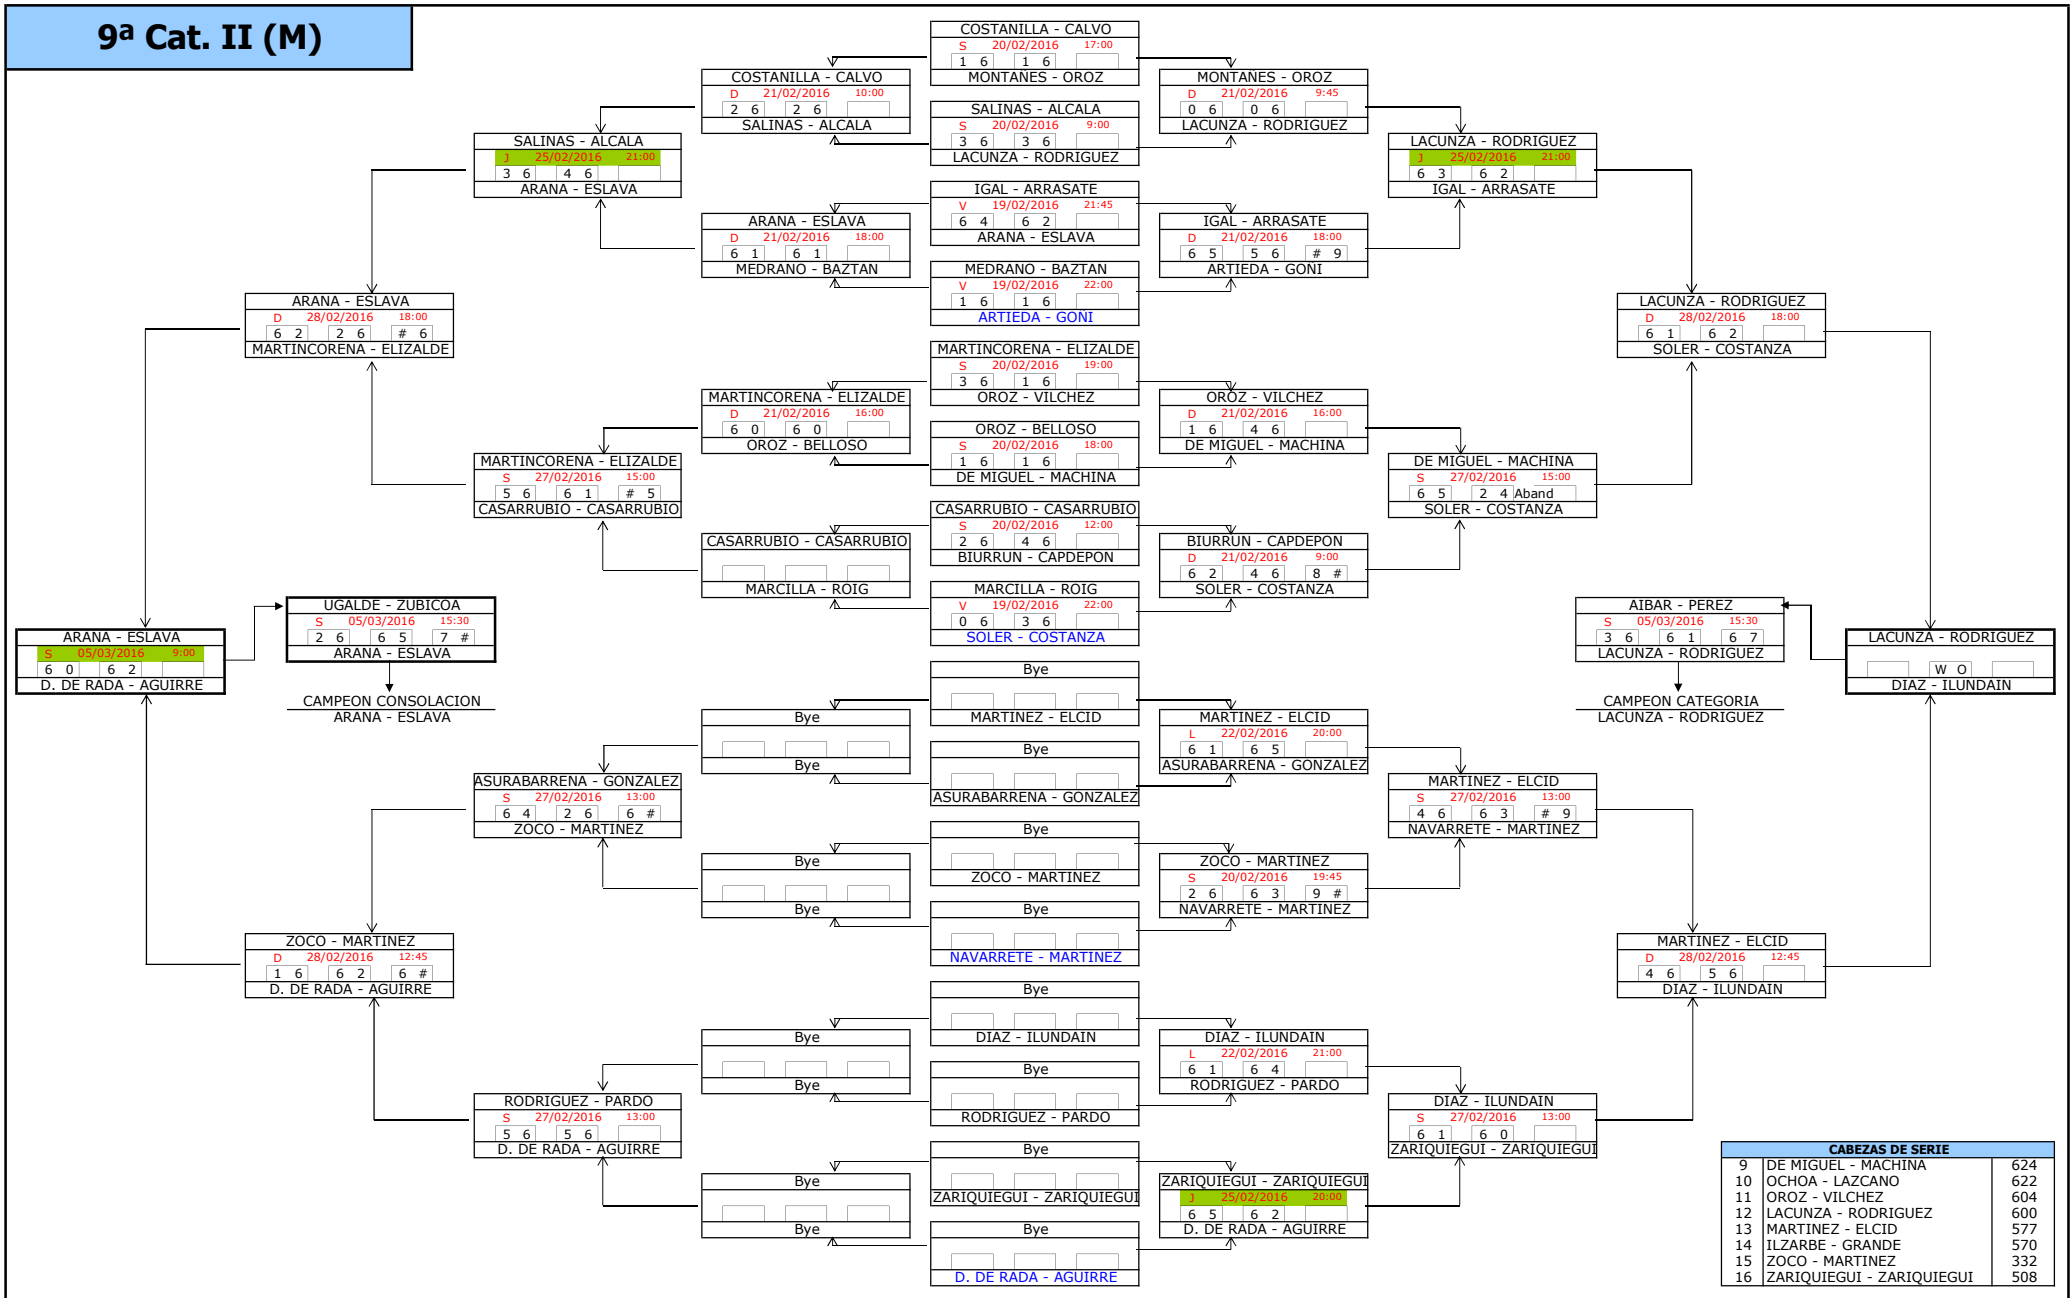 9ª Cat. II (M)
COSTANILLA - CALVO
S 20/02/2016 17:00
1 6 1 6
MONTAÑES - OROZ
SALINAS - ALCALA
S 20/02/2016 9:00
3 6 3 6
LACUNZA - RODRIGUEZ
IGAL - ARRASATE
V 19/02/2016 21:45
6 4 6 2
ARANA - ESLAVA
MEDRANO - BAZTAN
V 19/02/2016 22:00
1 6 1 6
ARTIEDA - GOÑI
MARTINCORENA - ELIZALDE
S 20/02/2016 19:00
3 6 1 6
OROZ - VILCHEZ
OROZ - BELLOSO
S 20/02/2016 18:00
1 6 1 6
DE MIGUEL - MACHINA
CASARRUBIO - CASARRUBIO
S 20/02/2016 12:00
2 6 4 6
BIURRUN - CAPDEPON
MARCILLA - ROIG
V 19/02/2016 22:00
0 6 3 6
SOLER - COSTANZA
Bye
MARTINEZ - ELCID
Bye
ASURABARRENA - GONZALEZ
Bye
ZOCO - MARTINEZ
Bye
NAVARRETE - MARTINEZ
Bye
DIAZ - ILUNDAIN
Bye
RODRIGUEZ - PARDO
Bye
ZARIQUIEGUI - ZARIQUIEGUI
Bye
D. DE RADA - AGUIRRE
COSTANILLA - CALVO
D 21/02/2016 10:00
2 6 2 6
SALINAS - ALCALA
ARANA - ESLAVA
D 21/02/2016 18:00
6 1 6 1
MEDRANO - BAZTAN
MARTINCORENA - ELIZALDE
D 21/02/2016 16:00
6 0 6 0
OROZ - BELLOSO
CASARRUBIO - CASARRUBIO
MARCILLA - ROIG
Bye
Bye
Bye
Bye
Bye
Bye
Bye
Bye
SALINAS - ALCALA
J 25/02/2016 21:00
3 6 4 6
ARANA - ESLAVA
MARTINCORENA - ELIZALDE
S 27/02/2016 15:00
5 6 6 1 # 5
CASARRUBIO - CASARRUBIO
ASURABARRENA - GONZALEZ
S 27/02/2016 13:00
6 4 2 6 6 #
ZOCO - MARTINEZ
RODRIGUEZ - PARDO
S 27/02/2016 13:00
5 6 5 6
D. DE RADA - AGUIRRE
ARANA - ESLAVA
D 28/02/2016 18:00
6 2 2 6 # 6
MARTINCORENA - ELIZALDE
ZOCO - MARTINEZ
D 28/02/2016 12:45
1 6 6 2 6 #
D. DE RADA - AGUIRRE
ARANA - ESLAVA
S 05/03/2016 9:00
6 0 6 2
D. DE RADA - AGUIRRE
UGALDE - ZUBICOA
S 05/03/2016 15:30
2 6 6 5 7 #
ARANA - ESLAVA
CAMPEON CONSOLACION
ARANA - ESLAVA
MONTAÑES - OROZ
D 21/02/2016 9:45
0 6 0 6
LACUNZA - RODRIGUEZ
IGAL - ARRASATE
D 21/02/2016 18:00
6 5 5 6 # 9
ARTIEDA - GOÑI
OROZ - VILCHEZ
D 21/02/2016 16:00
1 6 4 6
DE MIGUEL - MACHINA
BIURRUN - CAPDEPON
D 21/02/2016 9:00
6 2 4 6 8 #
SOLER - COSTANZA
MARTINEZ - ELCID
L 22/02/2016 20:00
6 1 6 5
ASURABARRENA - GONZALEZ
ZOCO - MARTINEZ
S 20/02/2016 19:45
2 6 6 3 9 #
NAVARRETE - MARTINEZ
DIAZ - ILUNDAIN
L 22/02/2016 21:00
6 1 6 4
RODRIGUEZ - PARDO
ZARIQUIEGUI - ZARIQUIEGUI
J 25/02/2016 20:00
6 5 6 2
D. DE RADA - AGUIRRE
LACUNZA - RODRIGUEZ
J 25/02/2016 21:00
6 3 6 2
IGAL - ARRASATE
DE MIGUEL - MACHINA
S 27/02/2016 15:00
6 5 2 4 Aband
SOLER - COSTANZA
MARTINEZ - ELCID
S 27/02/2016 13:00
4 6 6 3 # 9
NAVARRETE - MARTINEZ
DIAZ - ILUNDAIN
S 27/02/2016 13:00
6 1 6 0
ZARIQUIEGUI - ZARIQUIEGUI
LACUNZA - RODRIGUEZ
D 28/02/2016 18:00
6 1 6 2
SOLER - COSTANZA
MARTINEZ - ELCID
D 28/02/2016 12:45
4 6 5 6
DIAZ - ILUNDAIN
AIBAR - PEREZ
S 05/03/2016 15:30
3 6 6 1 6 7
LACUNZA - RODRIGUEZ
CAMPEON CATEGORIA
LACUNZA - RODRIGUEZ
LACUNZA - RODRIGUEZ
W O
DIAZ - ILUNDAIN
CABEZAS DE SERIE
9 DE MIGUEL - MACHINA 624
10 OCHOA - LAZCANO 622
11 OROZ - VILCHEZ 604
12 LACUNZA - RODRIGUEZ 600
13 MARTINEZ - ELCID 577
14 ILZARBE - GRANDE 570
15 ZOCO - MARTINEZ 332
16 ZARIQUIEGUI - ZARIQUIEGUI 508